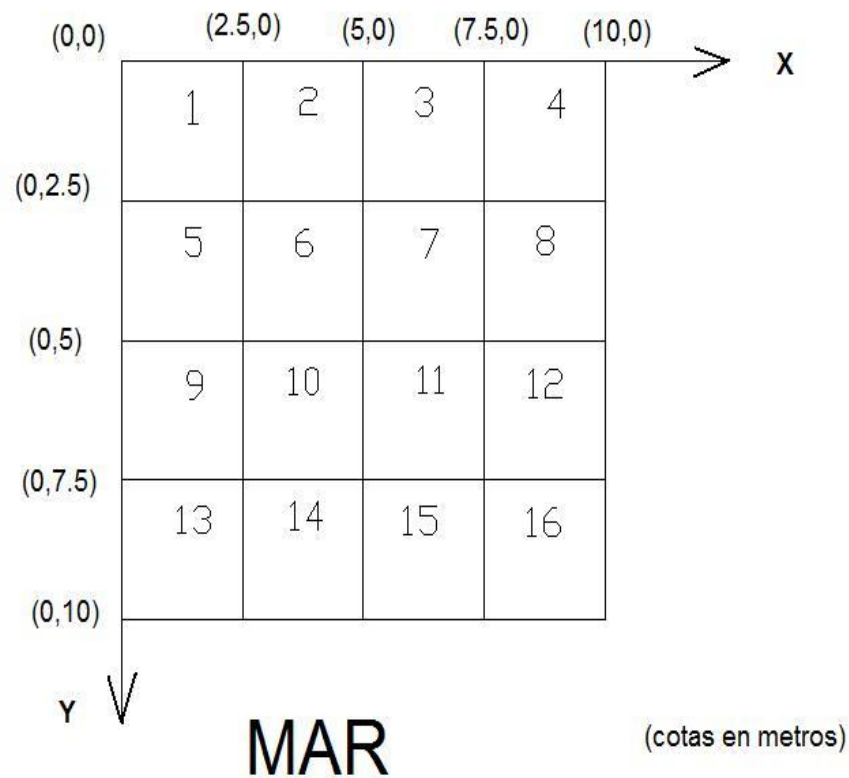 (0,0) (2.5,0) (5,0) (7.5,0) (10,0)
X
1 2 3 4
(0,2.5)
5 6 7 8
(0,5)
9 10 11 12
(0,7.5)
13 14 15 16
(0,10)
Y
MAR
(cotas en metros)